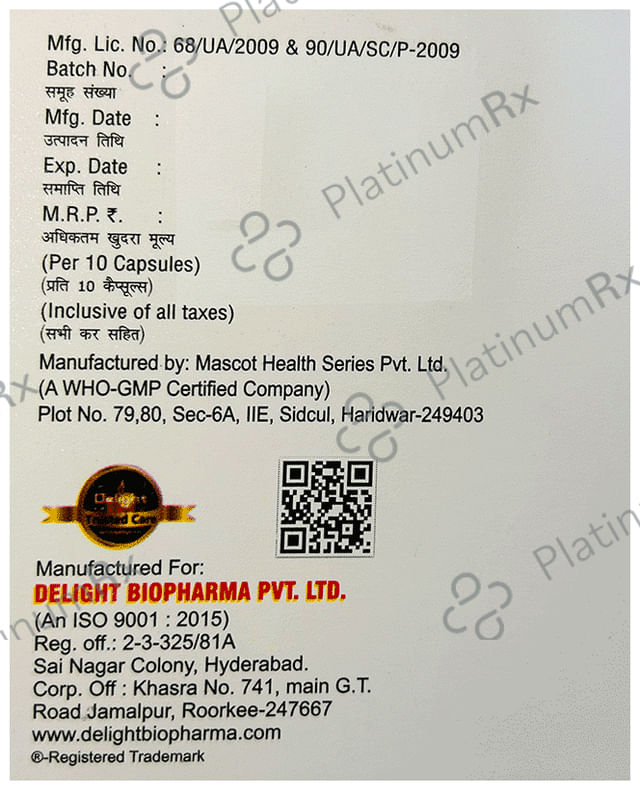 Mfg. Lic. No.: 68/UA/2009 & 90/UA/SC/P-2009
Batch No. :
समूह संख्या
Mfg. Date :
उत्पादन तिथि
Exp. Date :
समाप्ति तिथि
M.R.P. ₹. :
अधिकतम खुदरा मूल्य
(Per 10 Capsules)
(प्रति 10 कैप्सूल्स)
(Inclusive of all taxes)
(सभी कर सहित)
Manufactured by: Mascot Health Series Pvt. Ltd.
(A WHO-GMP Certified Company)
Plot No. 79,80, Sec-6A, IIE, Sidcul, Haridwar-249403
Delight
Trusted Care
Manufactured For:
DELIGHT BIOPHARMA PVT. LTD.
(An ISO 9001 : 2015)
Reg. off.: 2-3-325/81A
Sai Nagar Colony, Hyderabad.
Corp. Off : Khasra No. 741, main G.T.
Road Jamalpur, Roorkee-247667
www.delightbiopharma.com
®-Registered Trademark
PlatinumRx
PlatinumRx